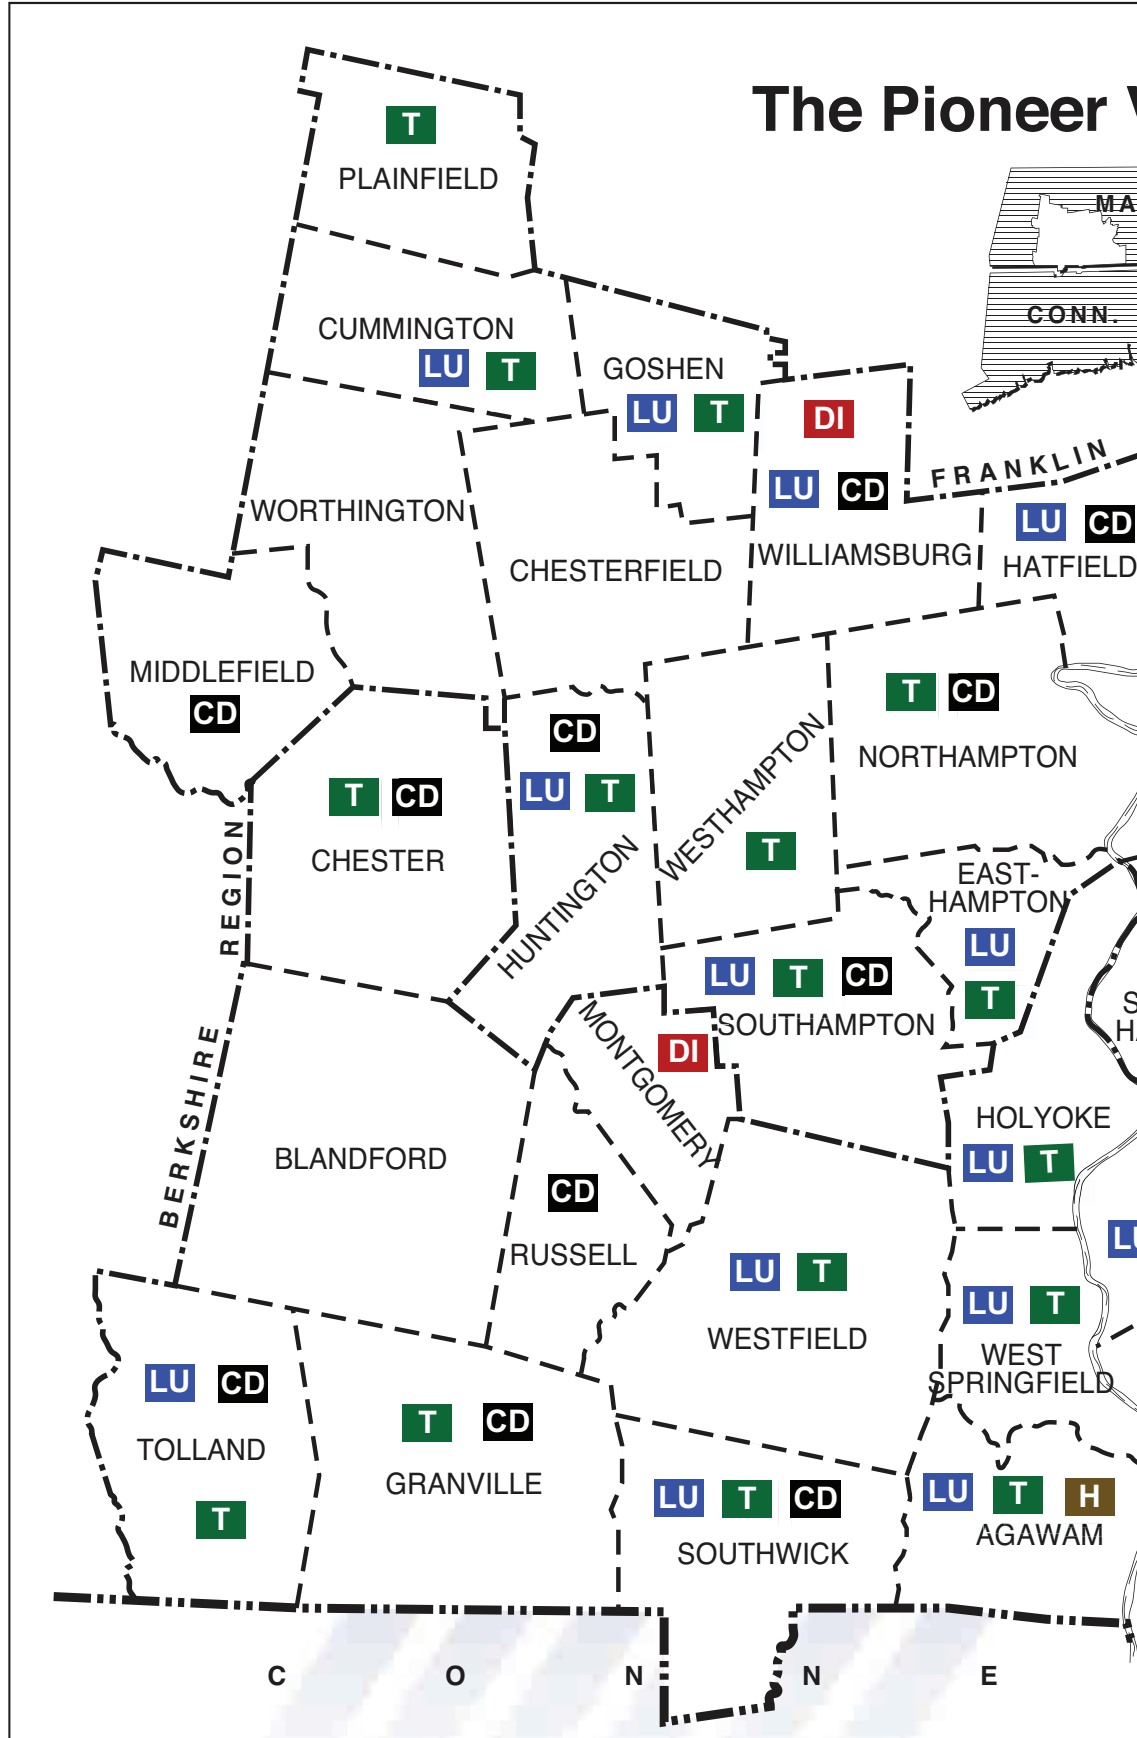 The Pioneer
T
PLAINFIELD
MA
CONN.
CUMMINGTON
LU T
GOSHEN
LU T
DI
LU CD
WILLIAMSBURG
FRANKLIN
LU CD
HATFIELD
WORTHINGTON
CHESTERFIELD
MIDDLEFIELD
CD
T CD
CHESTER
CD
LU T
HUNTINGTON
WESTHAMPTON
T
T CD
NORTHAMPTON
EAST-
HAMPTON
LU
T
LU T CD
SOUTHAMPTON
S
HA
MONTGOMERY
DI
BERKSHIRE REGION
BLANDFORD
CD
RUSSELL
HOLYOKE
LU T
LU
LU T
WESTFIELD
LU T
WEST
SPRINGFIELD
LU CD
TOLLAND
T
T CD
GRANVILLE
LU T CD
SOUTHWICK
LU T H
AGAWAM
C O N N E